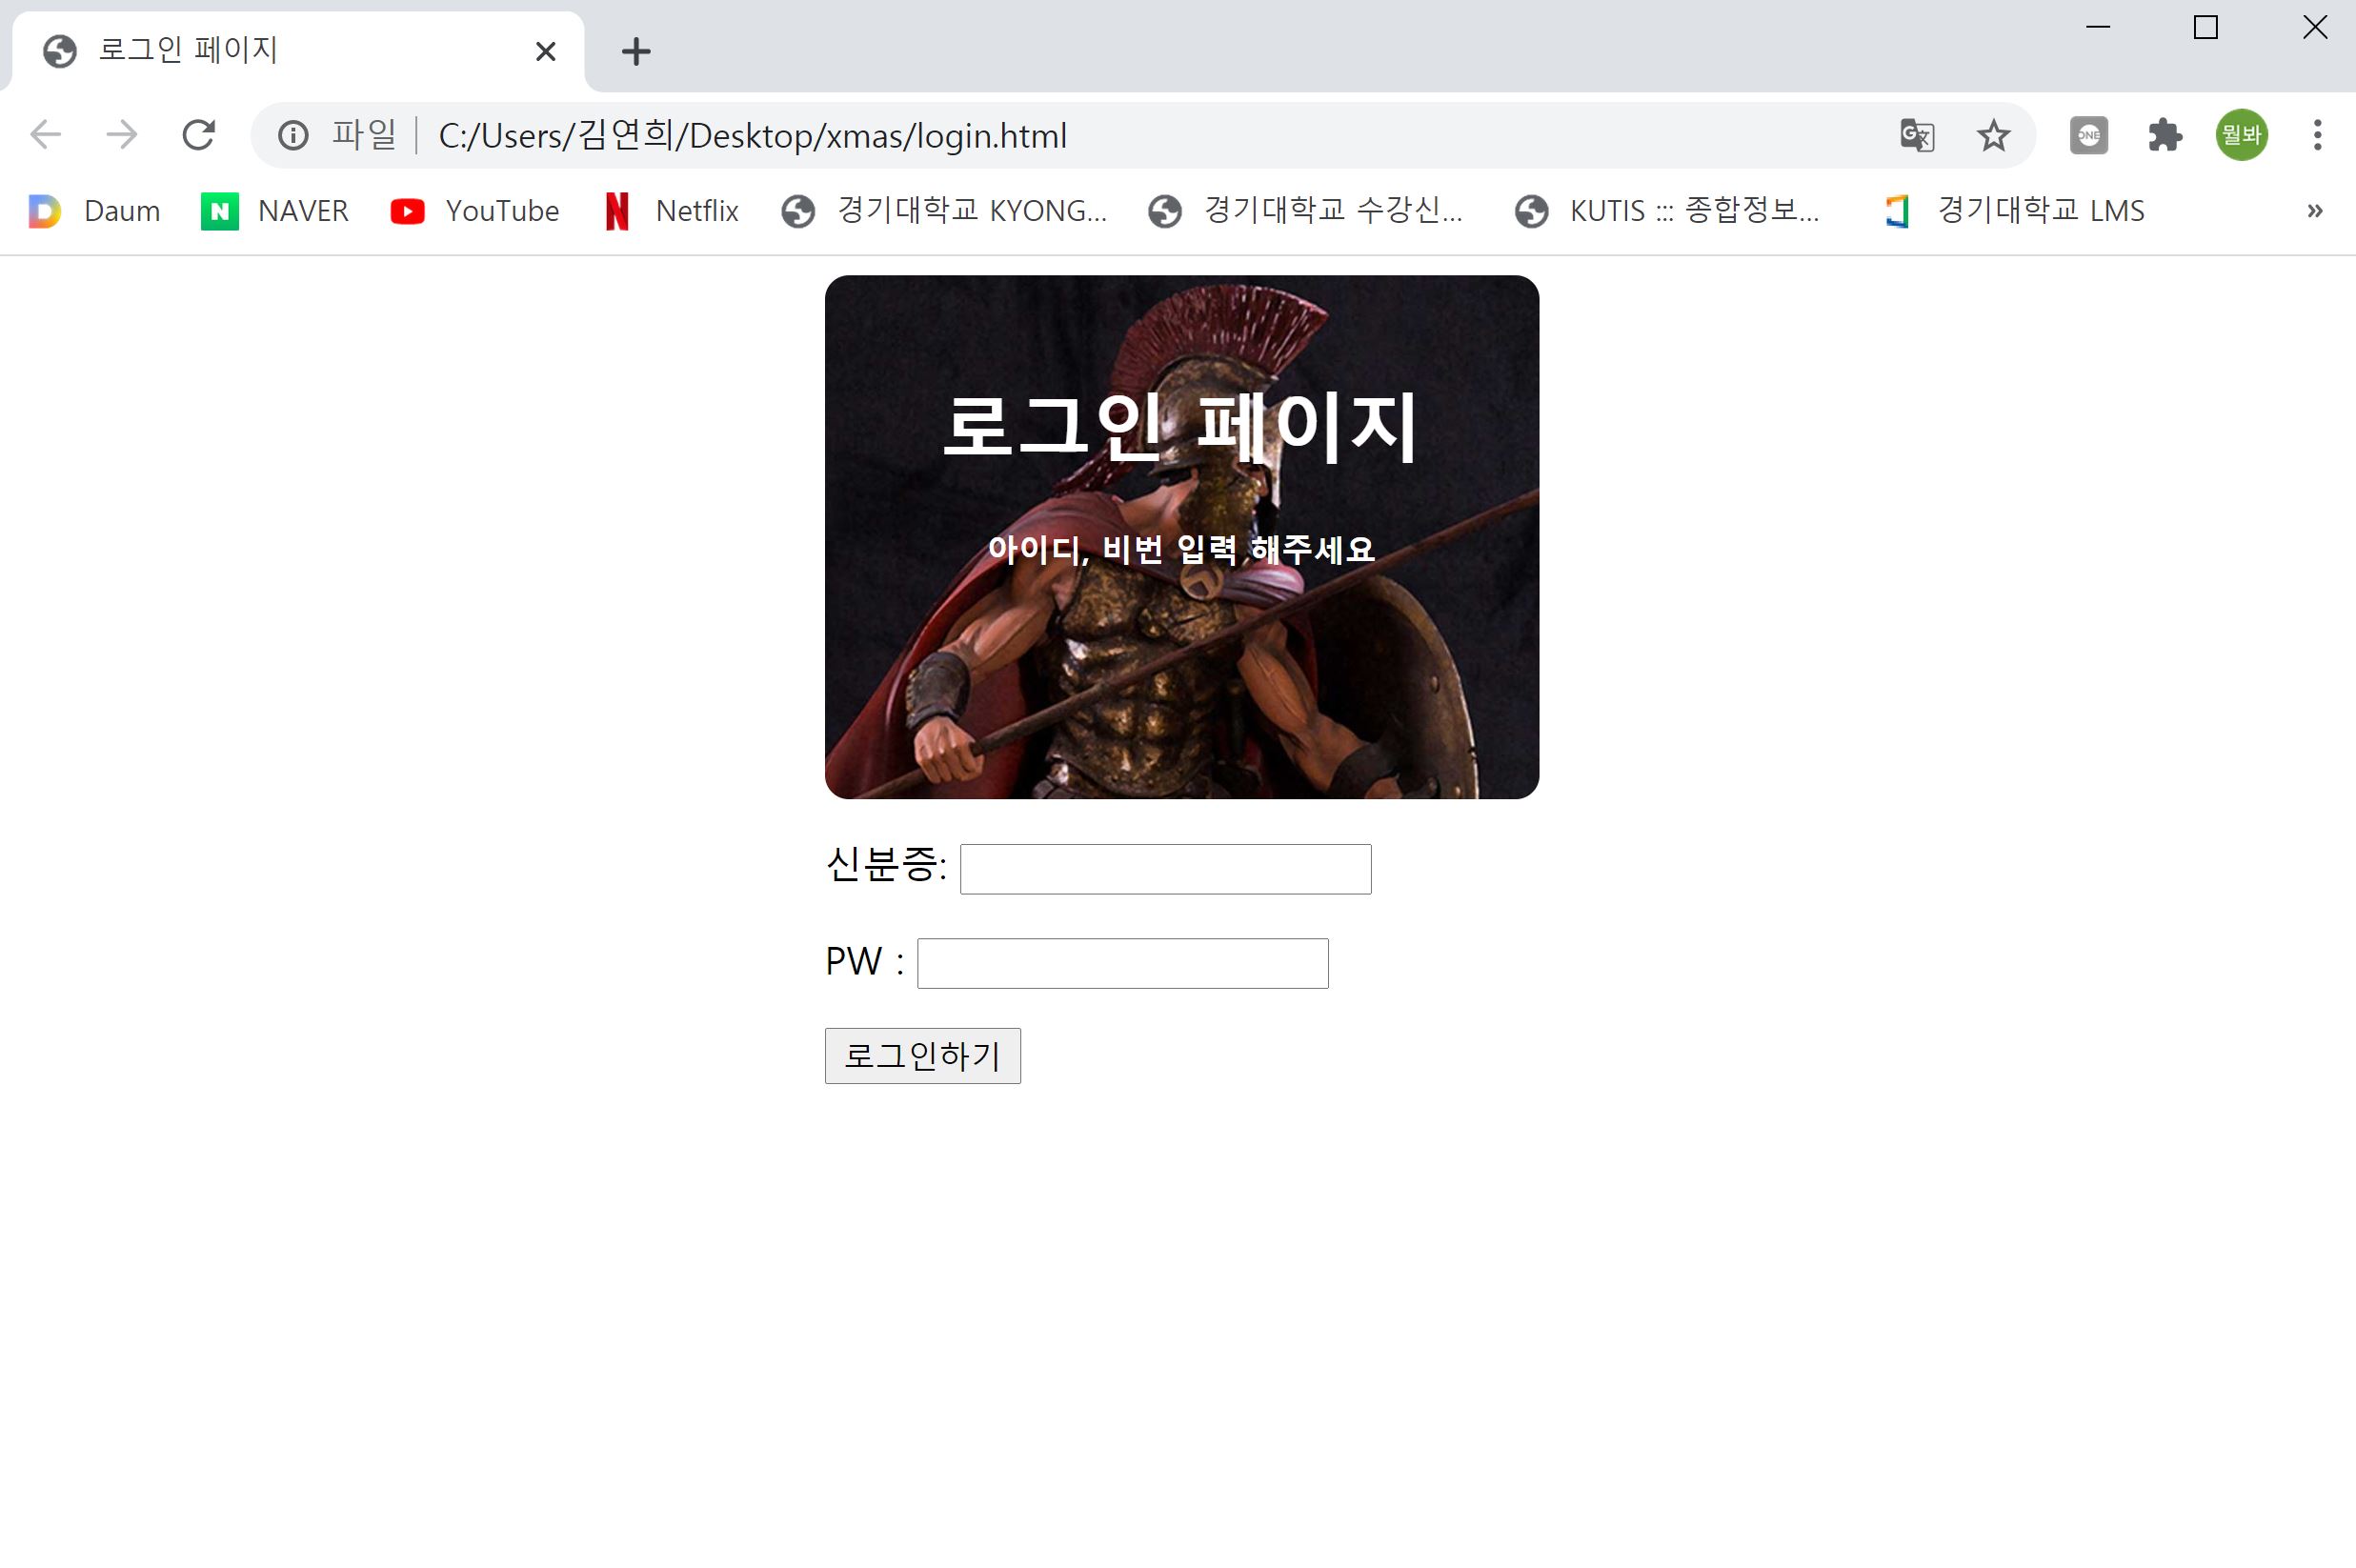 로그인 페이지
파일 C:/Users/김연희/Desktop/xmas/login.html
ONE
뭘봐
Daum NAVER YouTube Netflix 경기대학교 KYONG... 경기대학교 수강신... KUTIS ::: 종합정보... 경기대학교 LMS »
로그인 페이지
아이디, 비번 입력 해주세요
신분증:
PW :
로그인하기